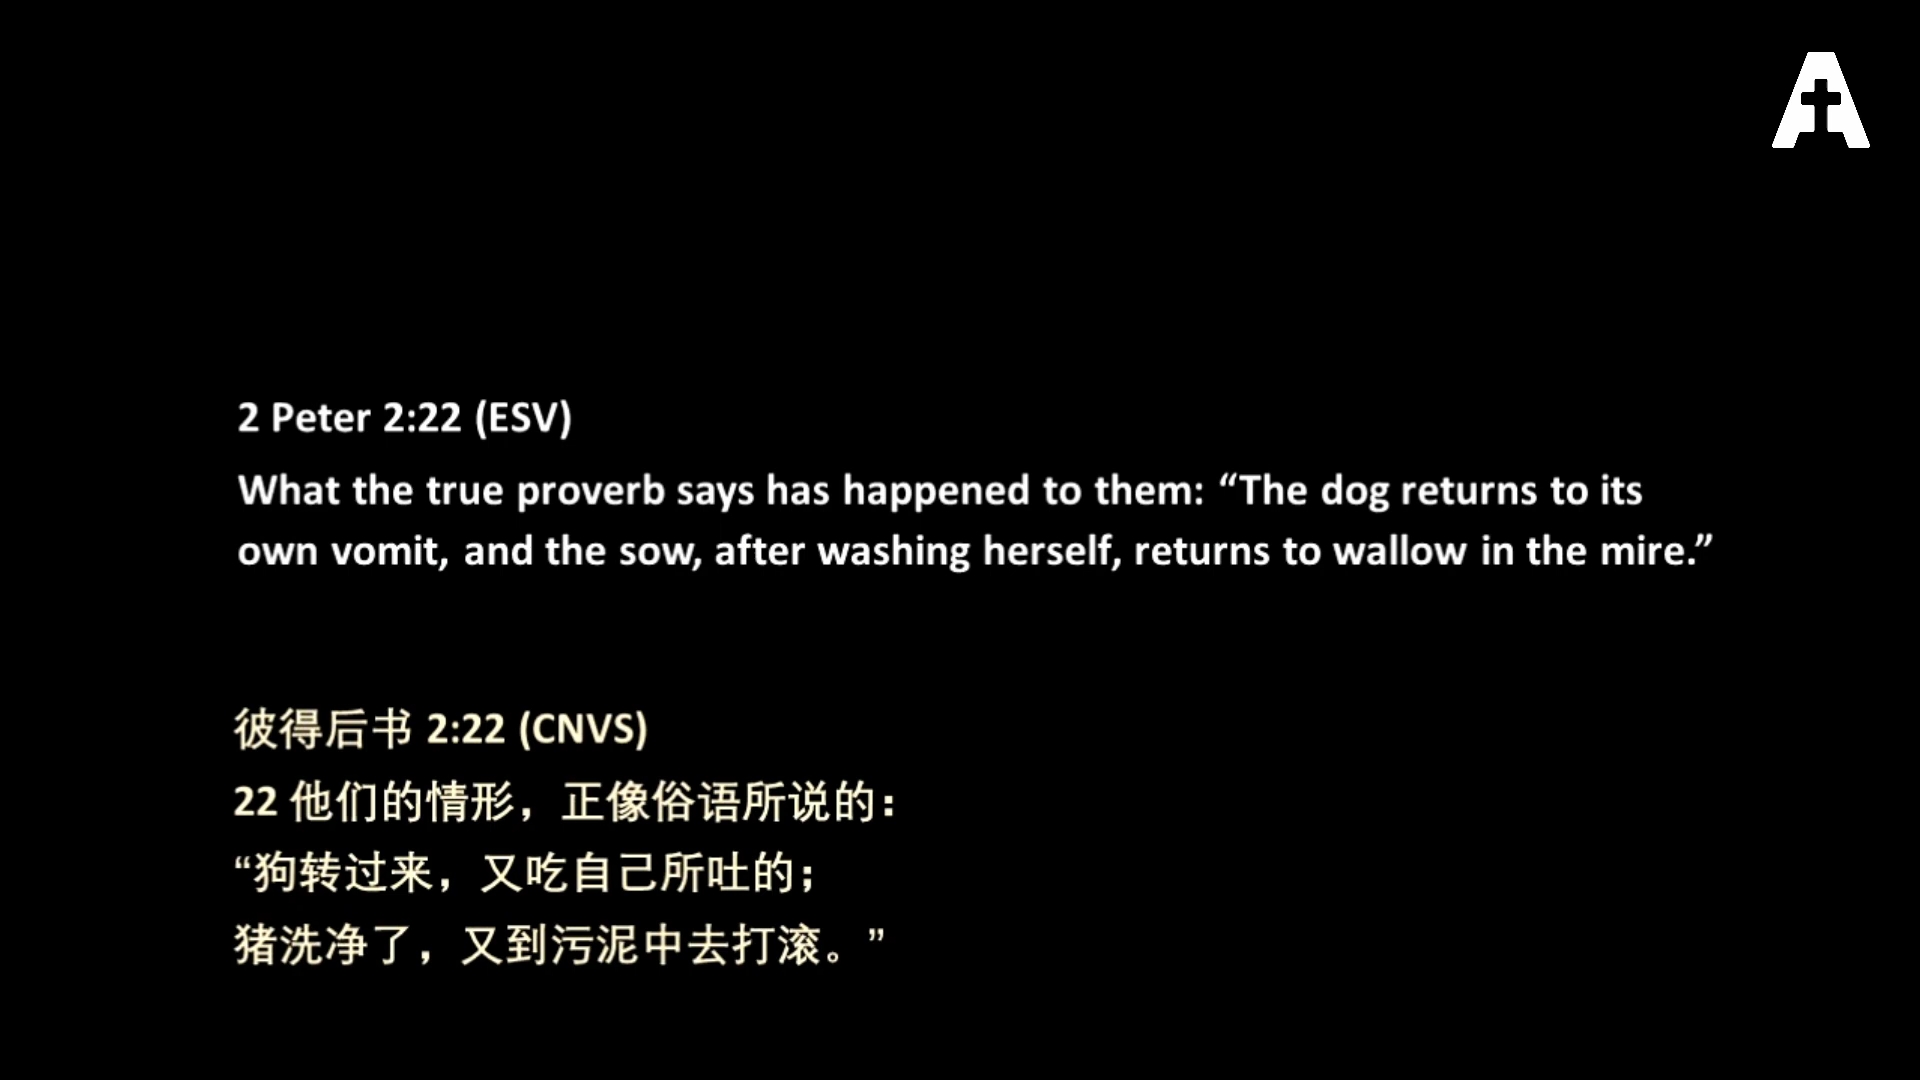 A
2 Peter 2:22 (ESV)
What the true proverb says has happened to them: “The dog returns to its
own vomit, and the sow, after washing herself, returns to wallow in the mire.”
彼得后书 2:22 (CNVS)
22 他们的情形，正像俗语所说的：
“狗转过来，又吃自己所吐的；
猪洗净了，又到污泥中去打滚。”